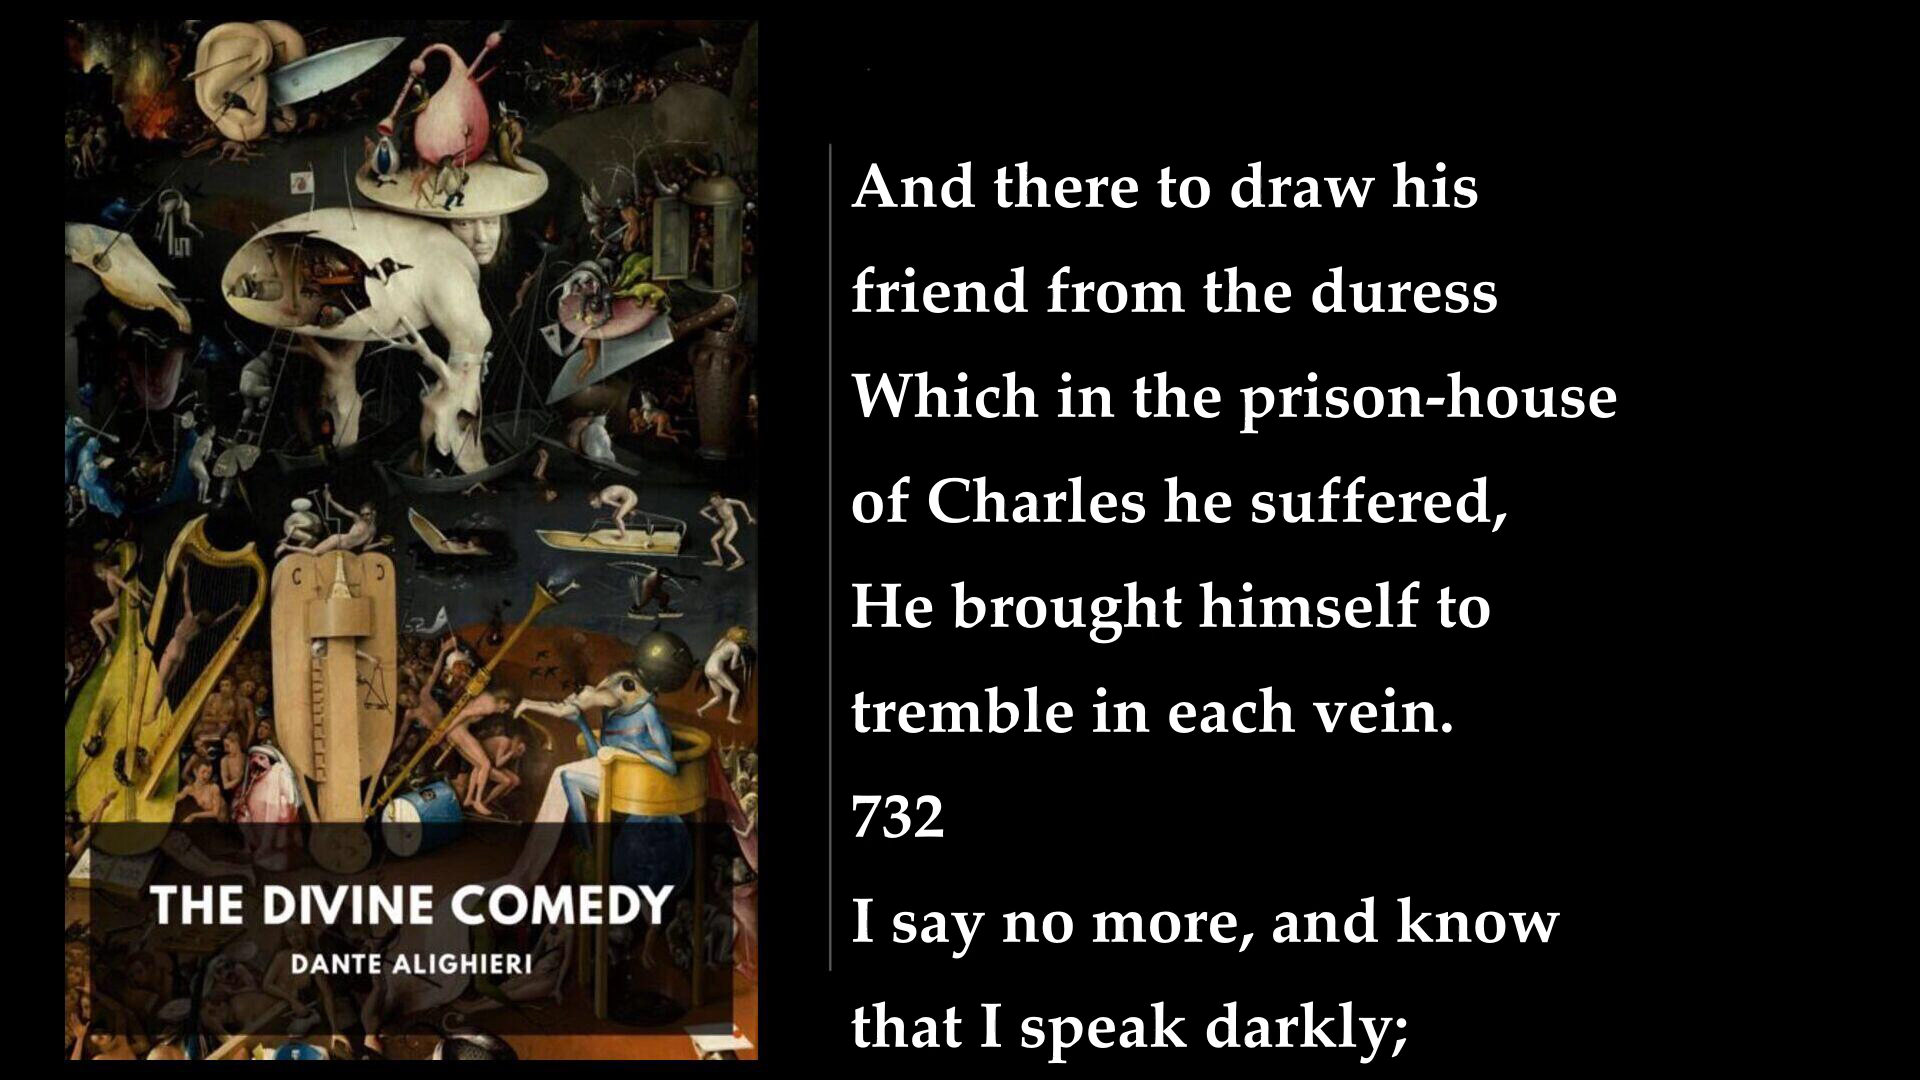 THE DIVINE COMEDY
DANTE ALIGHIERI
And there to draw his
friend from the duress
Which in the prison-house
of Charles he suffered,
He brought himself to
tremble in each vein.
732
I say no more, and know
that I speak darkly;